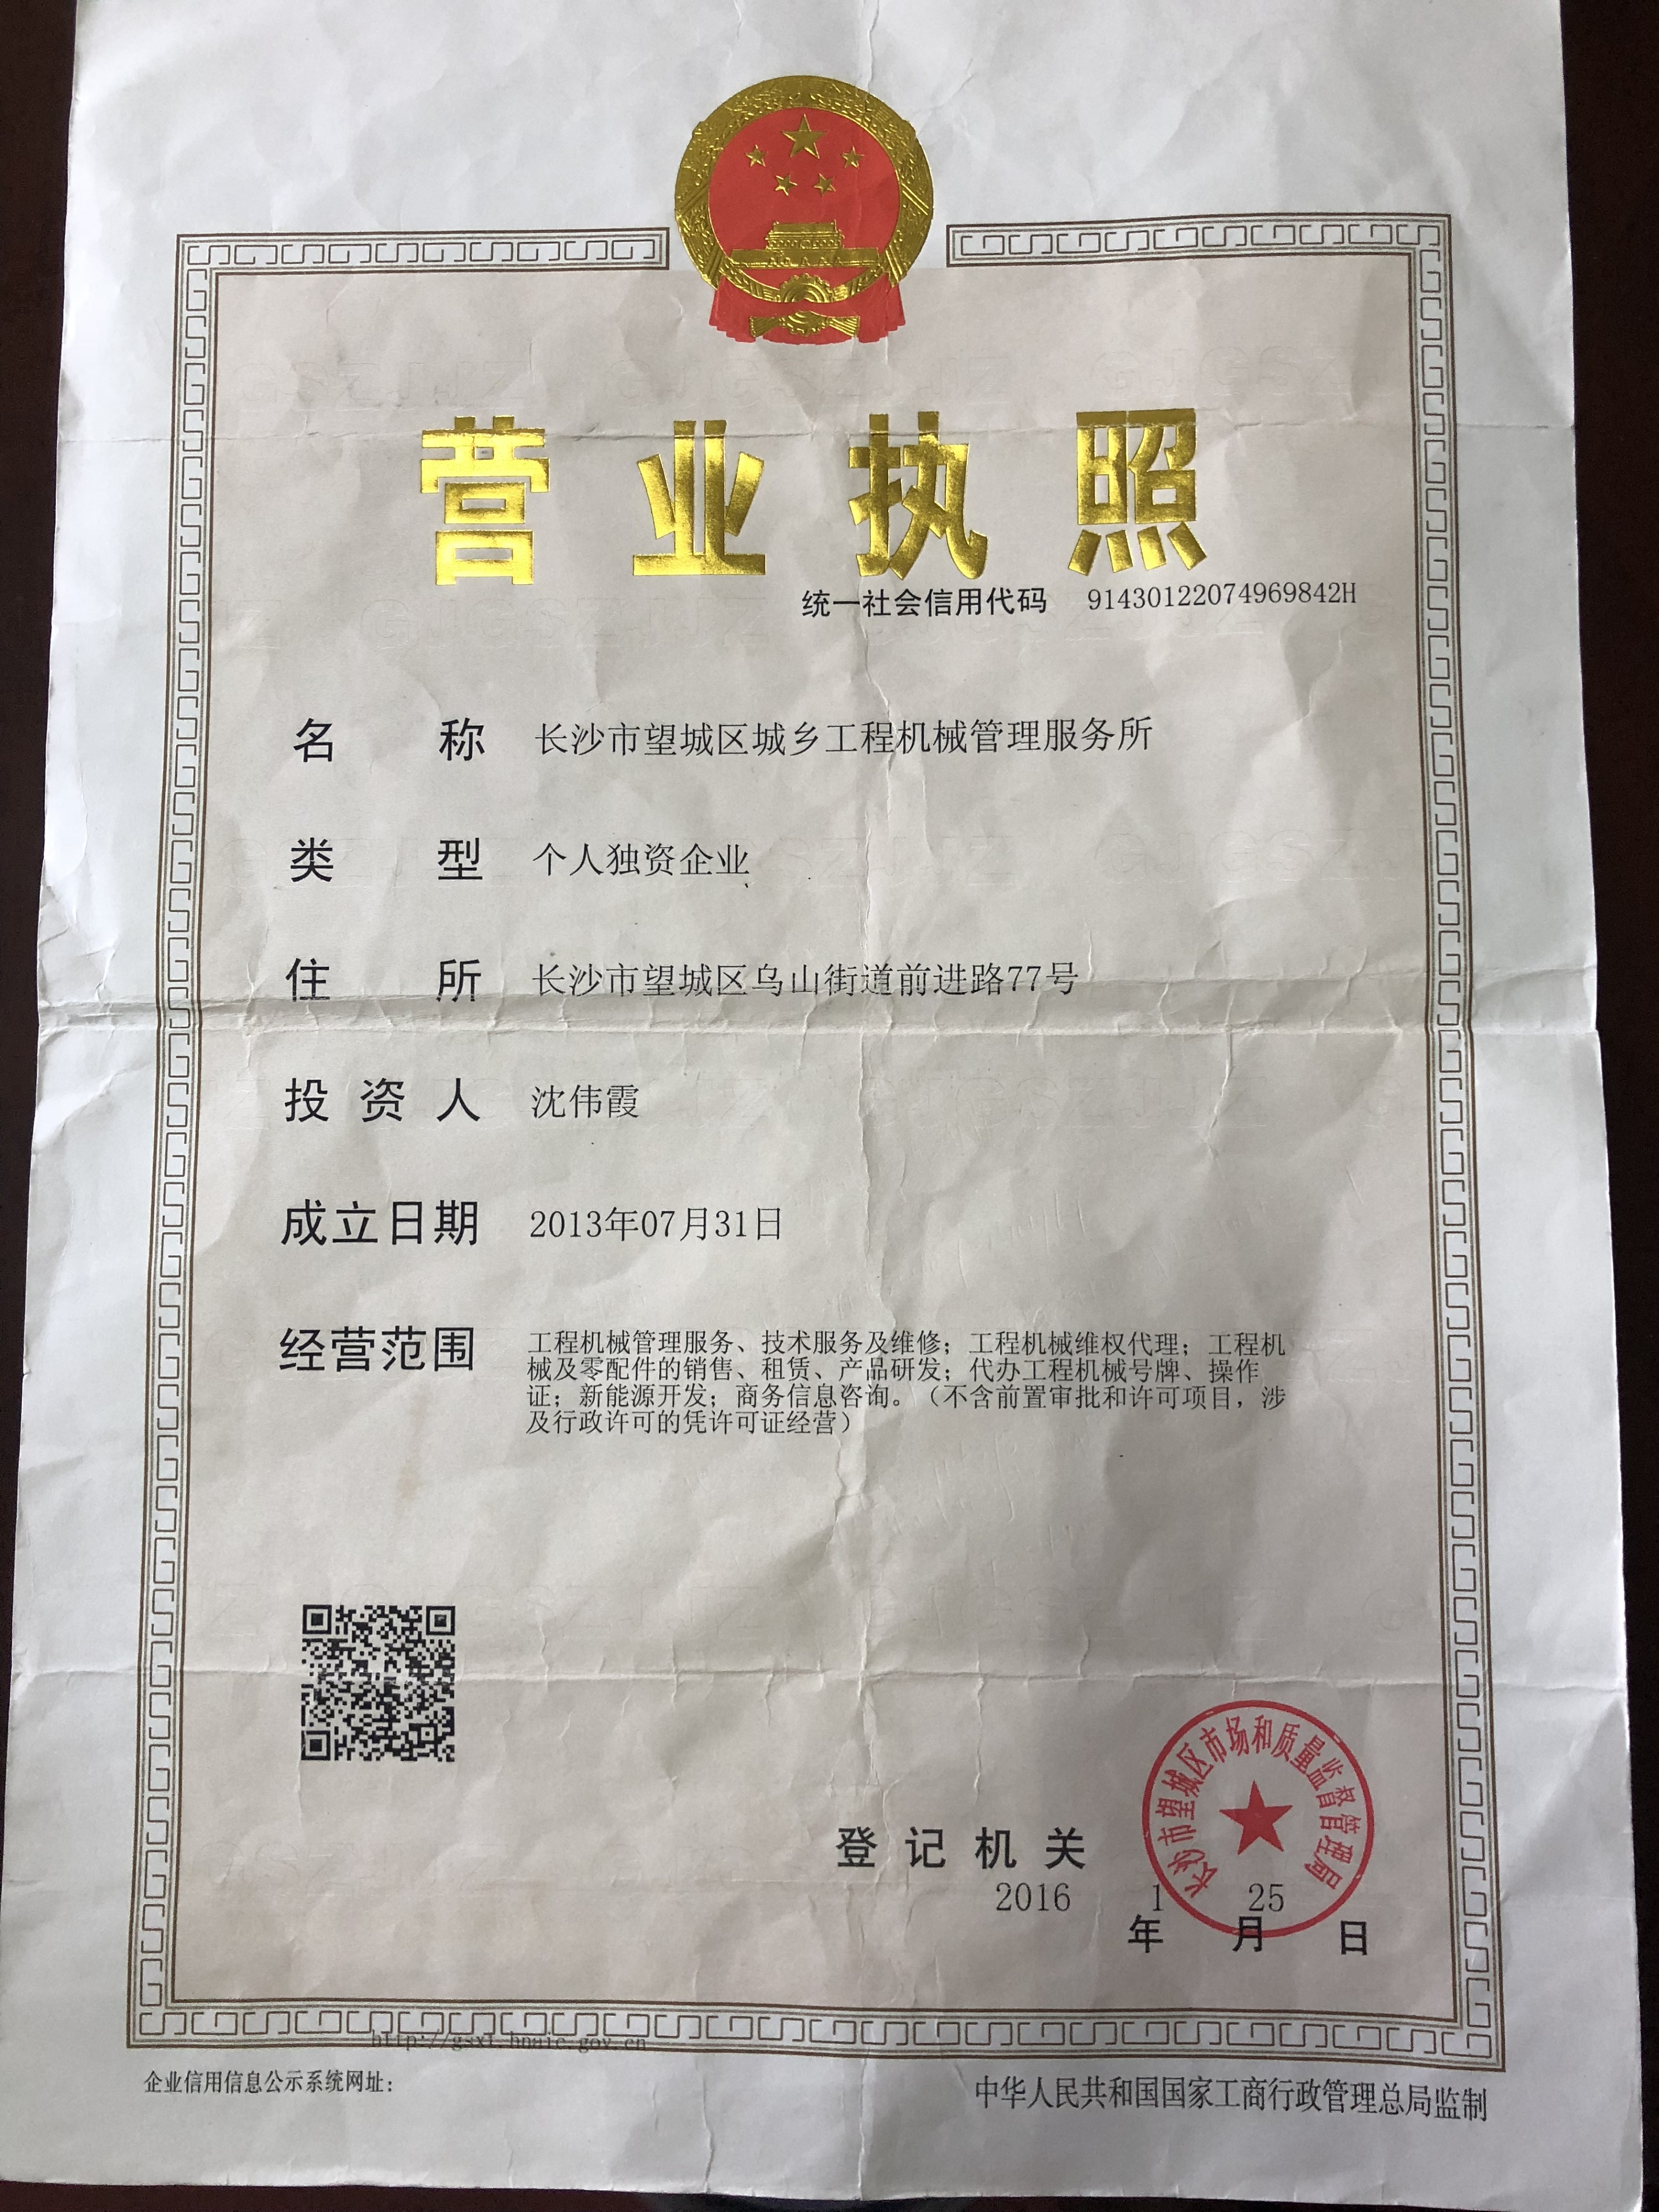 营业执照
统一社会信用代码 91430122074969842H
名称 长沙市望城区城乡工程机械管理服务所
类型 个人独资企业
住所 长沙市望城区乌山街道前进路77号
投资人 沈伟霞
成立日期 2013年07月31日
经营范围 工程机械管理服务、技术服务及维修；工程机械维权代理；工程机
械及零配件的销售、租赁、产品研发；代办工程机械号牌、操作
证；新能源开发；商务信息咨询。（不含前置审批和许可项目，涉
及行政许可的凭许可证经营）
长沙市望城区市场和质量监督管理局
登记机关
2016 1 25
年 月 日
http://gsxt.hnaic.gov.cn
企业信用信息公示系统网址：
中华人民共和国国家工商行政管理总局监制